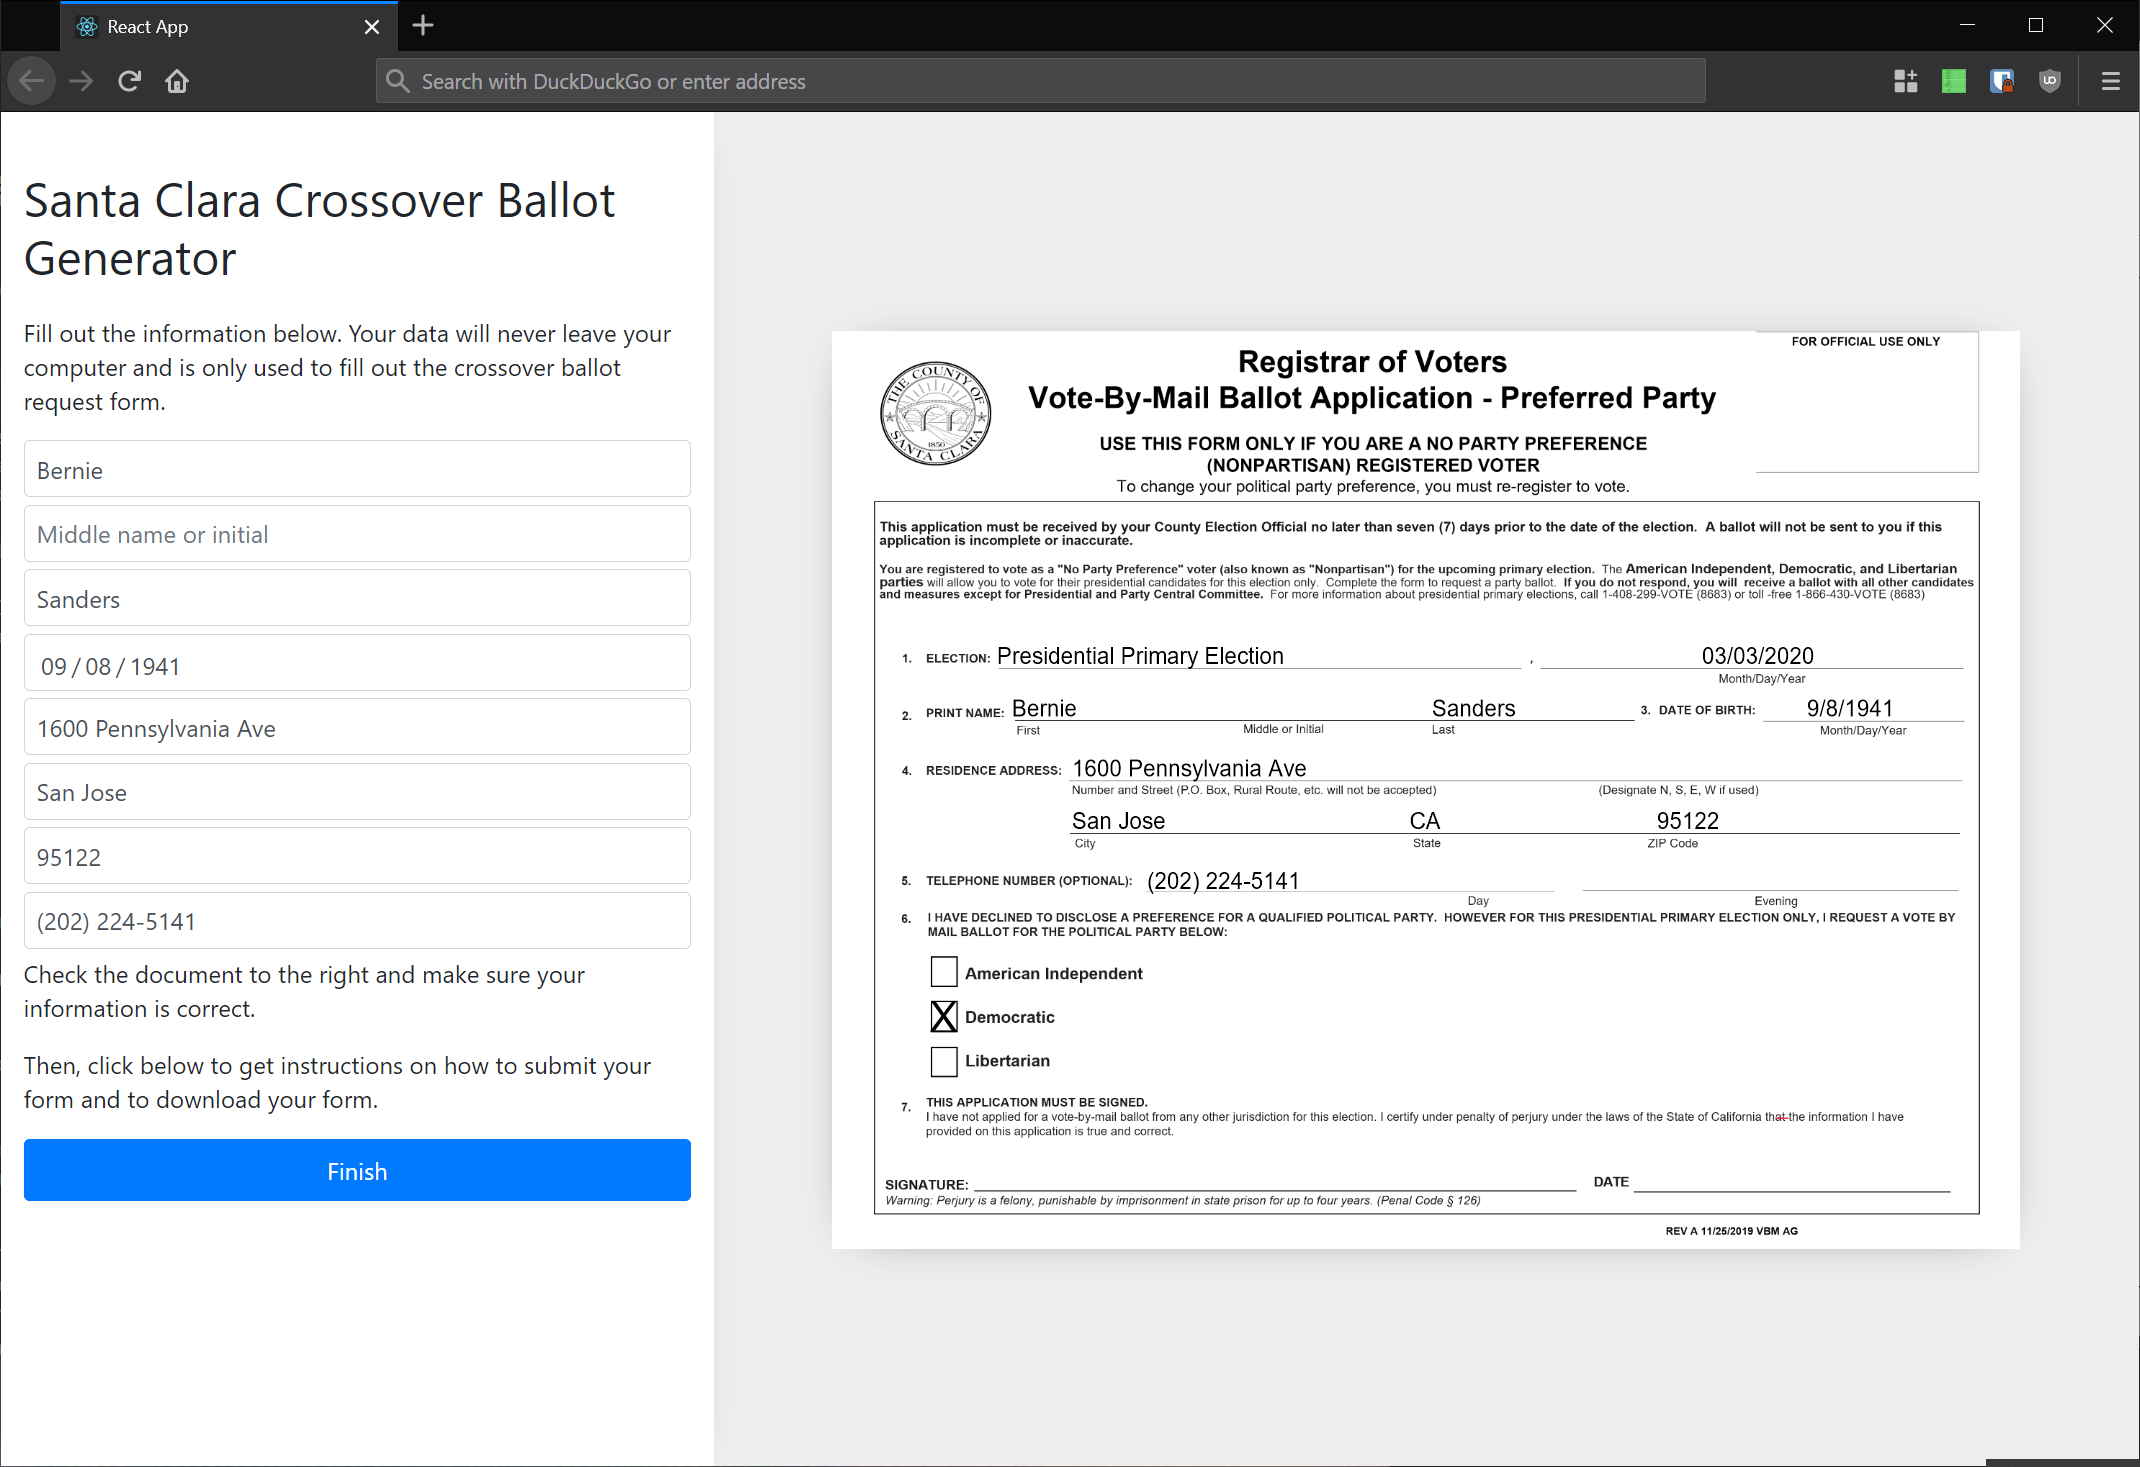 React App
Search with DuckDuckGo or enter address
Santa Clara Crossover Ballot
Generator
Fill out the information below. Your data will never leave your
computer and is only used to fill out the crossover ballot
request form.
Bernie
Middle name or initial
Sanders
09 / 08 / 1941
1600 Pennsylvania Ave
San Jose
95122
(202) 224-5141
Check the document to the right and make sure your
information is correct.
Then, click below to get instructions on how to submit your
form and to download your form.
Finish
FOR OFFICIAL USE ONLY
THE COUNTY OF
1850
SANTA CLARA
Registrar of Voters
Vote-By-Mail Ballot Application - Preferred Party
USE THIS FORM ONLY IF YOU ARE A NO PARTY PREFERENCE
(NONPARTISAN) REGISTERED VOTER
To change your political party preference, you must re-register to vote.
This application must be received by your County Election Official no later than seven (7) days prior to the date of the election. A ballot will not be sent to you if this
application is incomplete or inaccurate.
You are registered to vote as a "No Party Preference" voter (also known as "Nonpartisan") for the upcoming primary election. The American Independent, Democratic, and Libertarian
parties will allow you to vote for their presidential candidates for this election only. Complete the form to request a party ballot. If you do not respond, you will receive a ballot with all other candidates
and measures except for Presidential and Party Central Committee. For more information about presidential primary elections, call 1-408-299-VOTE (8683) or toll -free 1-866-430-VOTE (8683)
1. ELECTION: Presidential Primary Election , 03/03/2020
Month/Day/Year
2. PRINT NAME: Bernie Sanders 3. DATE OF BIRTH: 9/8/1941
First Middle or Initial Last Month/Day/Year
4. RESIDENCE ADDRESS: 1600 Pennsylvania Ave
Number and Street (P.O. Box, Rural Route, etc. will not be accepted) (Designate N, S, E, W if used)
San Jose CA 95122
City State ZIP Code
5. TELEPHONE NUMBER (OPTIONAL): (202) 224-5141
Day Evening
6. I HAVE DECLINED TO DISCLOSE A PREFERENCE FOR A QUALIFIED POLITICAL PARTY. HOWEVER FOR THIS PRESIDENTIAL PRIMARY ELECTION ONLY, I REQUEST A VOTE BY
MAIL BALLOT FOR THE POLITICAL PARTY BELOW:
American Independent
X Democratic
Libertarian
7. THIS APPLICATION MUST BE SIGNED.
I have not applied for a vote-by-mail ballot from any other jurisdiction for this election. I certify under penalty of perjury under the laws of the State of California that the information I have
provided on this application is true and correct.
SIGNATURE: DATE
Warning: Perjury is a felony, punishable by imprisonment in state prison for up to four years. (Penal Code § 126)
REV A 11/25/2019 VBM AG